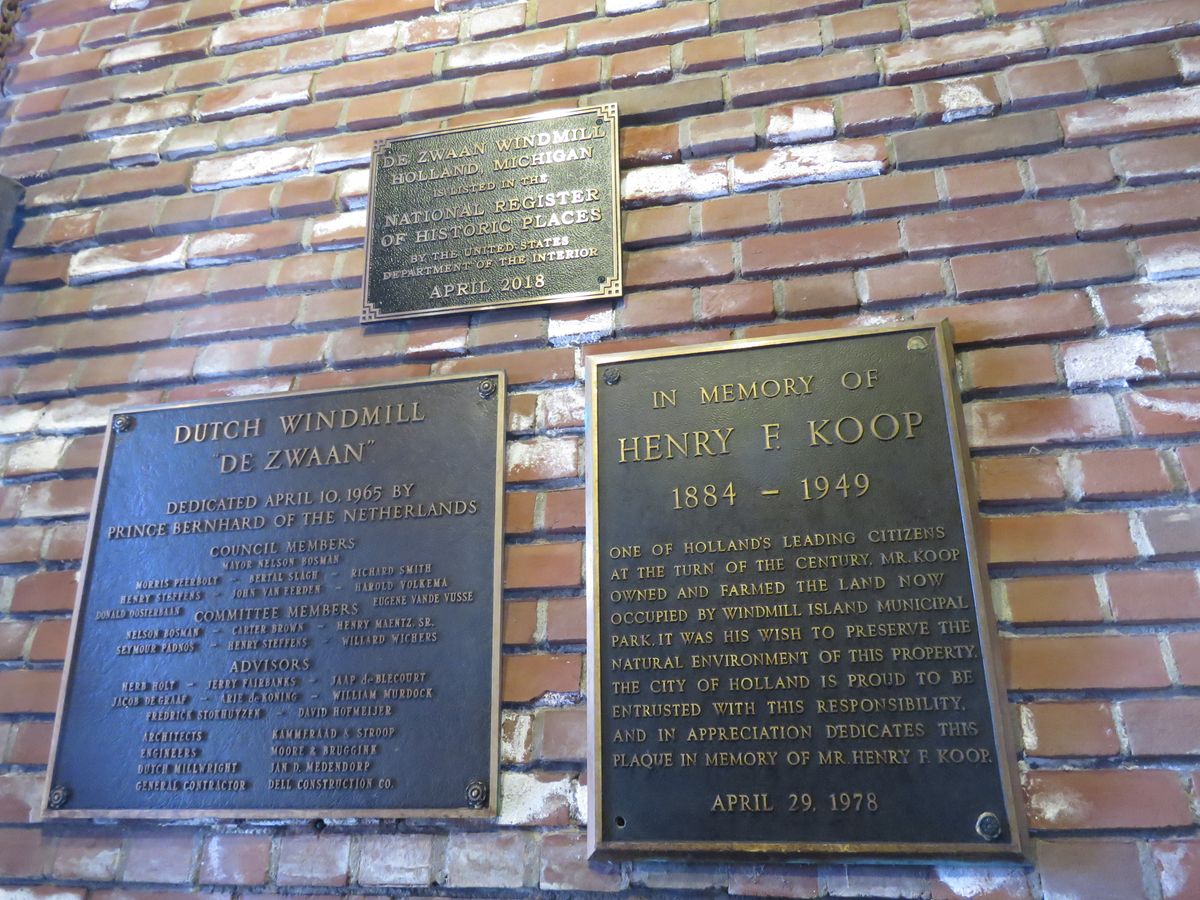 DE ZWAAN WINDMILL
HOLLAND, MICHIGAN
IS LISTED IN THE
NATIONAL REGISTER
OF HISTORIC PLACES
BY THE UNITED STATES
DEPARTMENT OF THE INTERIOR
APRIL 2018
DUTCH WINDMILL
"DE ZWAAN"
DEDICATED APRIL 10, 1965 BY
PRINCE BERNHARD OF THE NETHERLANDS
COUNCIL MEMBERS
MAYOR NELSON BOSMAN
MORRIS PEERBOLT – BERTAL SLAGH – RICHARD SMITH
HENRY STEFFENS – JOHN VAN EERDEN – HAROLD VOLKEMA
DONALD OOSTERBAAN EUGENE VANDE VUSSE
COMMITTEE MEMBERS
NELSON BOSMAN – CARTER BROWN – HENRY MAENTZ, SR.
SEYMOUR PADNOS – HENRY STEFFENS – WILLARD WICHERS
ADVISORS
HERB HOLT – JERRY FAIRBANKS – JAAP de BLECOURT
JACOB DE GRAAF – ARIE de KONING – WILLIAM MURDOCK
FREDRICK STOKHUYZEN – DAVID HOFMEIJER
ARCHITECTS KAMMERAAD & STROOP
ENGINEERS MOORE & BRUGGINK
DUTCH MILLWRIGHT JAN D. MEDENDORP
GENERAL CONTRACTOR DELL CONSTRUCTION CO.
IN MEMORY OF
HENRY F. KOOP
1884 – 1949
ONE OF HOLLAND'S LEADING CITIZENS
AT THE TURN OF THE CENTURY, MR. KOOP
OWNED AND FARMED THE LAND NOW
OCCUPIED BY WINDMILL ISLAND MUNICIPAL
PARK. IT WAS HIS WISH TO PRESERVE THE
NATURAL ENVIRONMENT OF THIS PROPERTY.
THE CITY OF HOLLAND IS PROUD TO BE
ENTRUSTED WITH THIS RESPONSIBILITY,
AND IN APPRECIATION DEDICATES THIS
PLAQUE IN MEMORY OF MR. HENRY F. KOOP.
APRIL 29, 1978